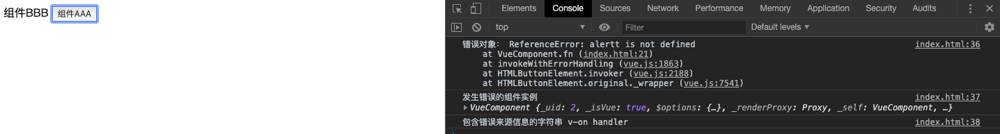 组件BBB 组件AAA
Elements Console Sources Network Performance Memory Application Security Audits
top Filter Default levels
错误对象： ReferenceError: alertt is not defined index.html:36
at VueComponent.fn (index.html:21)
at invokeWithErrorHandling (vue.js:1863)
at HTMLButtonElement.invoker (vue.js:2188)
at HTMLButtonElement.original._wrapper (vue.js:7541)
发生错误的组件实例 index.html:37
VueComponent {_uid: 2, _isVue: true, $options: {…}, _renderProxy: Proxy, _self: VueComponent, …}
包含错误来源信息的字符串 v-on handler index.html:38